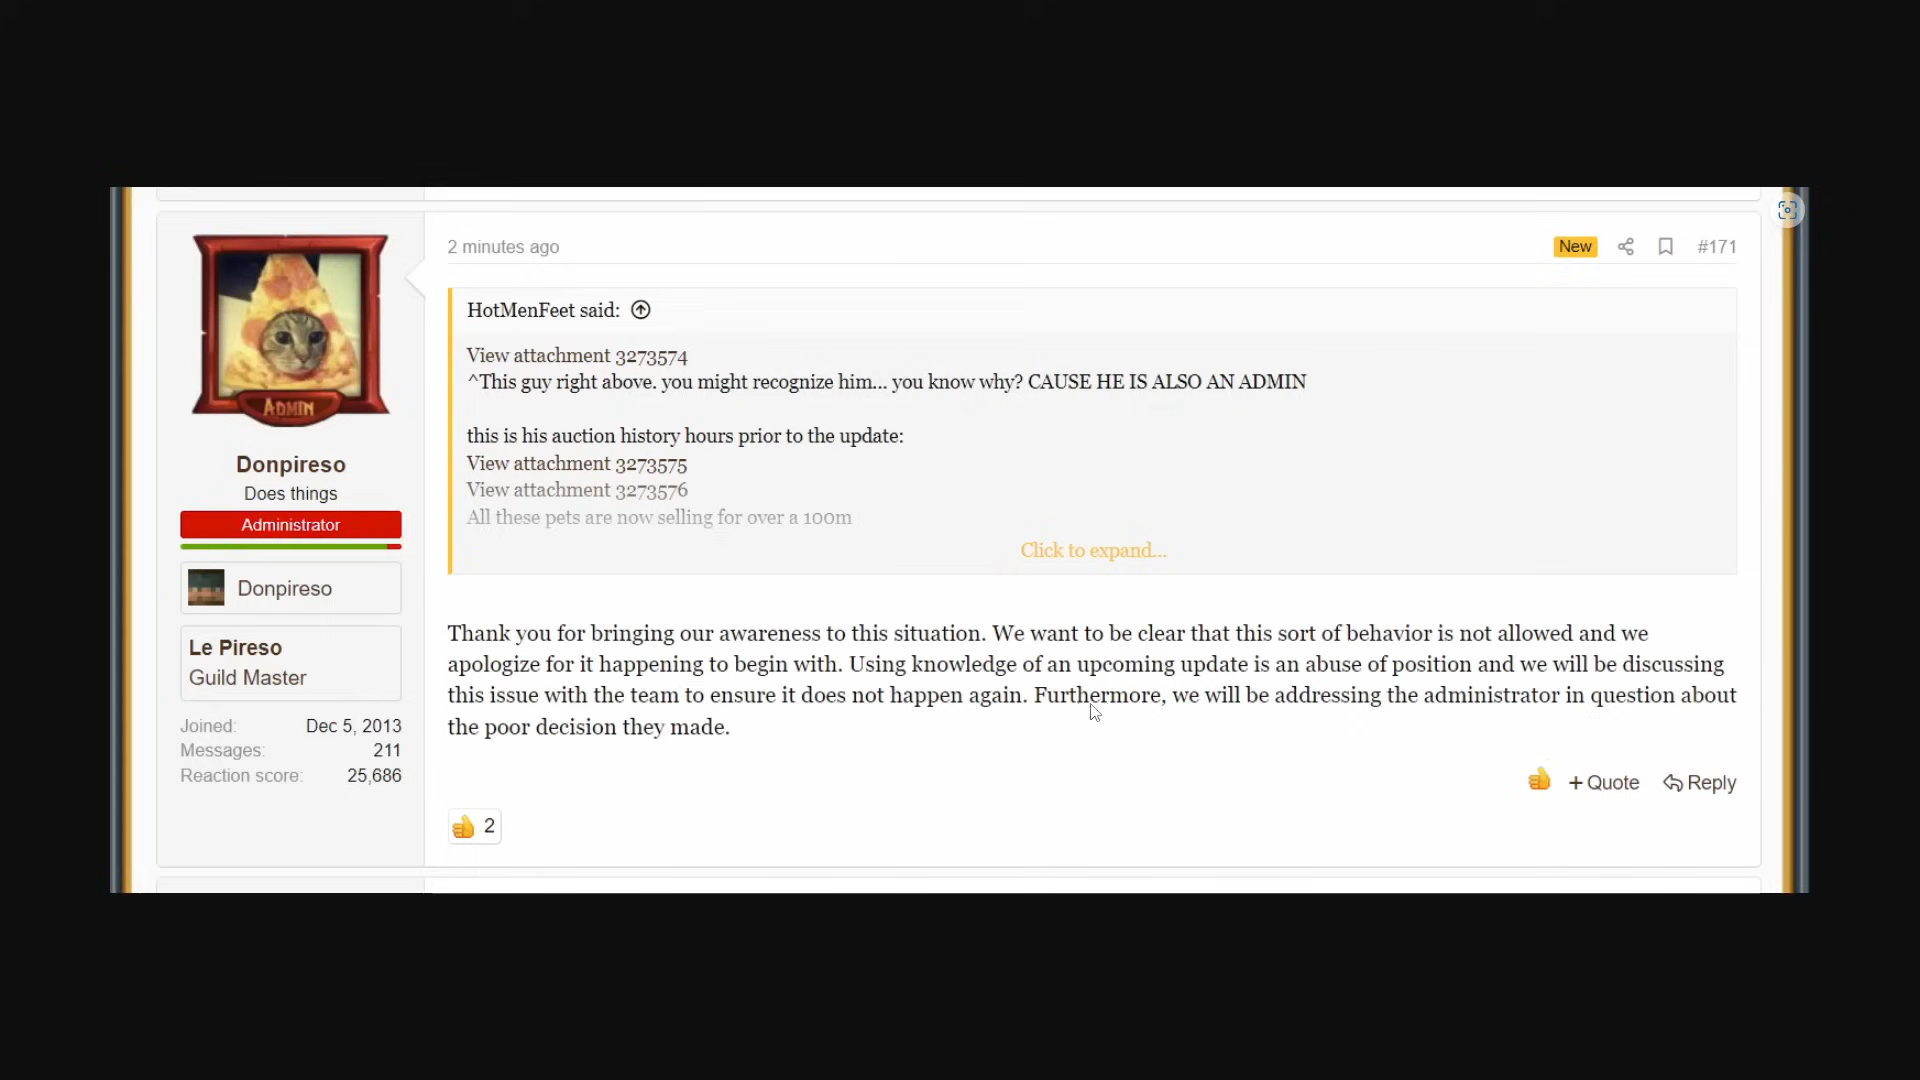 2 minutes ago
New
#171
ADMIN
Donpireso
Does things
Administrator
Donpireso
Le Pireso
Guild Master
Joined: Dec 5, 2013
Messages: 211
Reaction score: 25,686
HotMenFeet said:
View attachment 3273574
^This guy right above. you might recognize him... you know why? CAUSE HE IS ALSO AN ADMIN
this is his auction history hours prior to the update:
View attachment 3273575
View attachment 3273576
All these pets are now selling for over a 100m
Click to expand...
Thank you for bringing our awareness to this situation. We want to be clear that this sort of behavior is not allowed and we
apologize for it happening to begin with. Using knowledge of an upcoming update is an abuse of position and we will be discussing
this issue with the team to ensure it does not happen again. Furthermore, we will be addressing the administrator in question about
the poor decision they made.
+ Quote
Reply
2